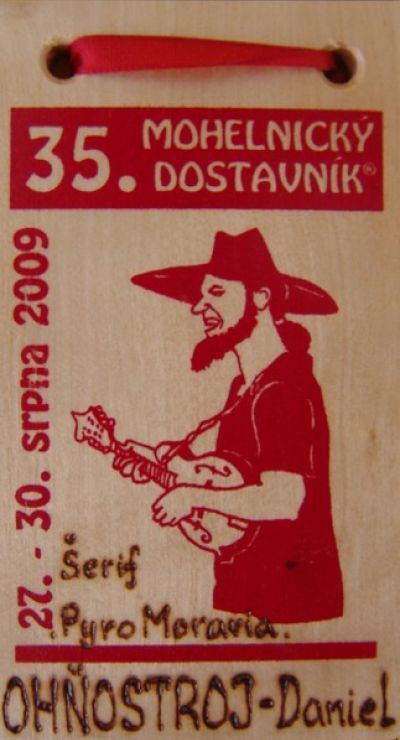 35. MOHELNICKÝ
DOSTAVNÍK®
27. - 30. srpna 2009
Šerif
.Pyro Moravia.
OHŇOSTROJ-Daniel